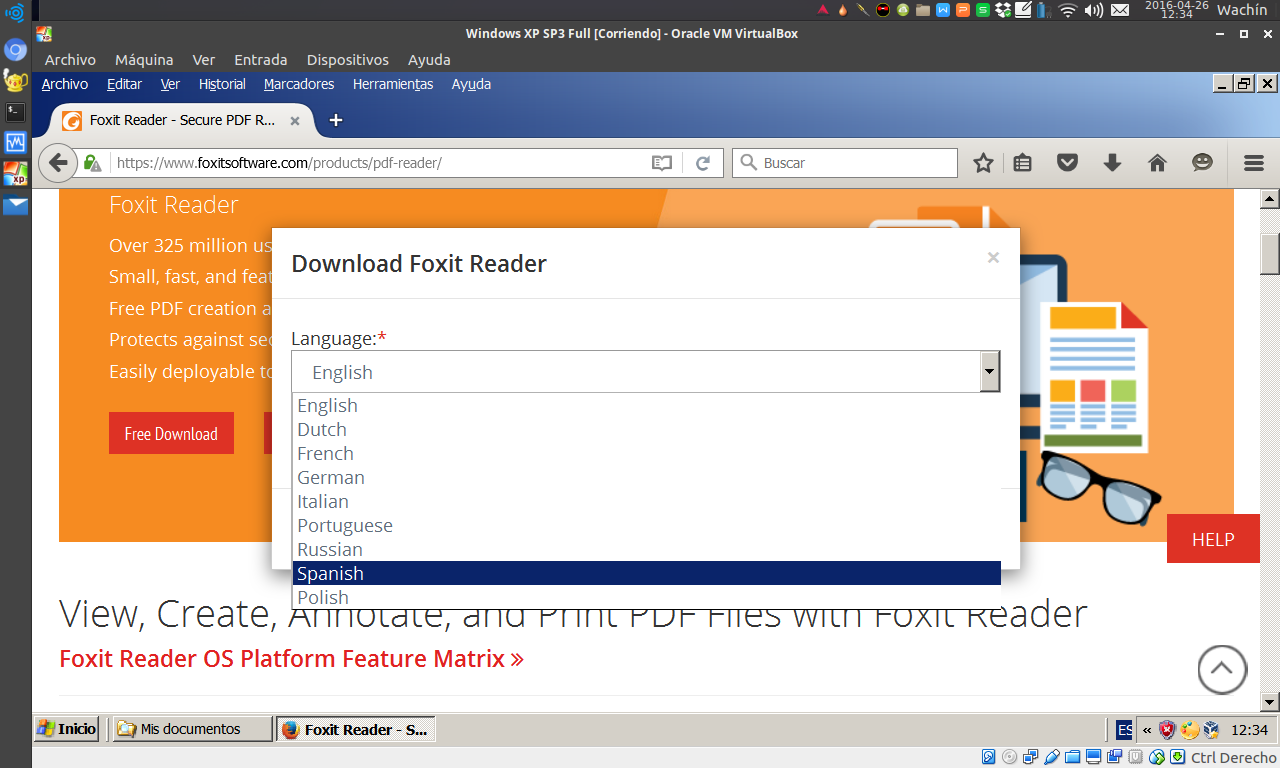 2016-04-26
12:34
Wachín
Windows XP SP3 Full [Corriendo] - Oracle VM VirtualBox
Archivo Máquina Ver Entrada Dispositivos Ayuda
Archivo Editar Ver Historial Marcadores Herramientas Ayuda
Foxit Reader - Secure PDF R...
https://www.foxitsoftware.com/products/pdf-reader/
Buscar
Foxit Reader
Over 325 million us
Small, fast, and feat
Free PDF creation a
Protects against sec
Easily deployable to
Free Download
Download Foxit Reader
Language:*
English
English
Dutch
French
German
Italian
Portuguese
Russian
Spanish
Polish
HELP
View, Create, Annotate, and Print PDF Files with Foxit Reader
Foxit Reader OS Platform Feature Matrix »
Inicio Mis documentos Foxit Reader - S... ES « 12:34
Ctrl Derecho